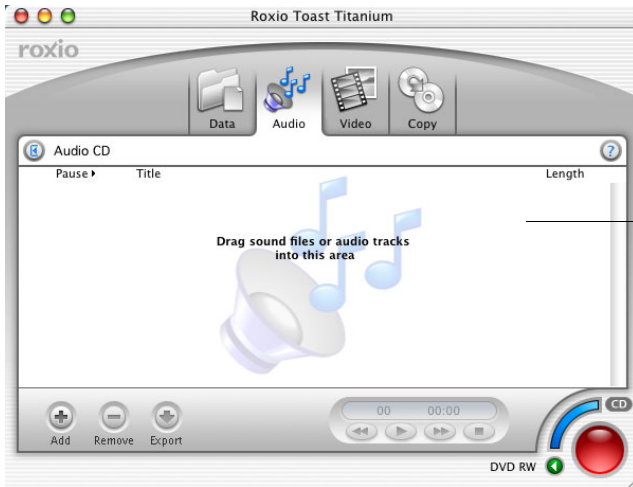 Roxio Toast Titanium
roxio
Data Audio Video Copy
Audio CD ?
Pause Title Length
Drag sound files or audio tracks
into this area
00 00:00
CD
Add Remove Export
DVD RW